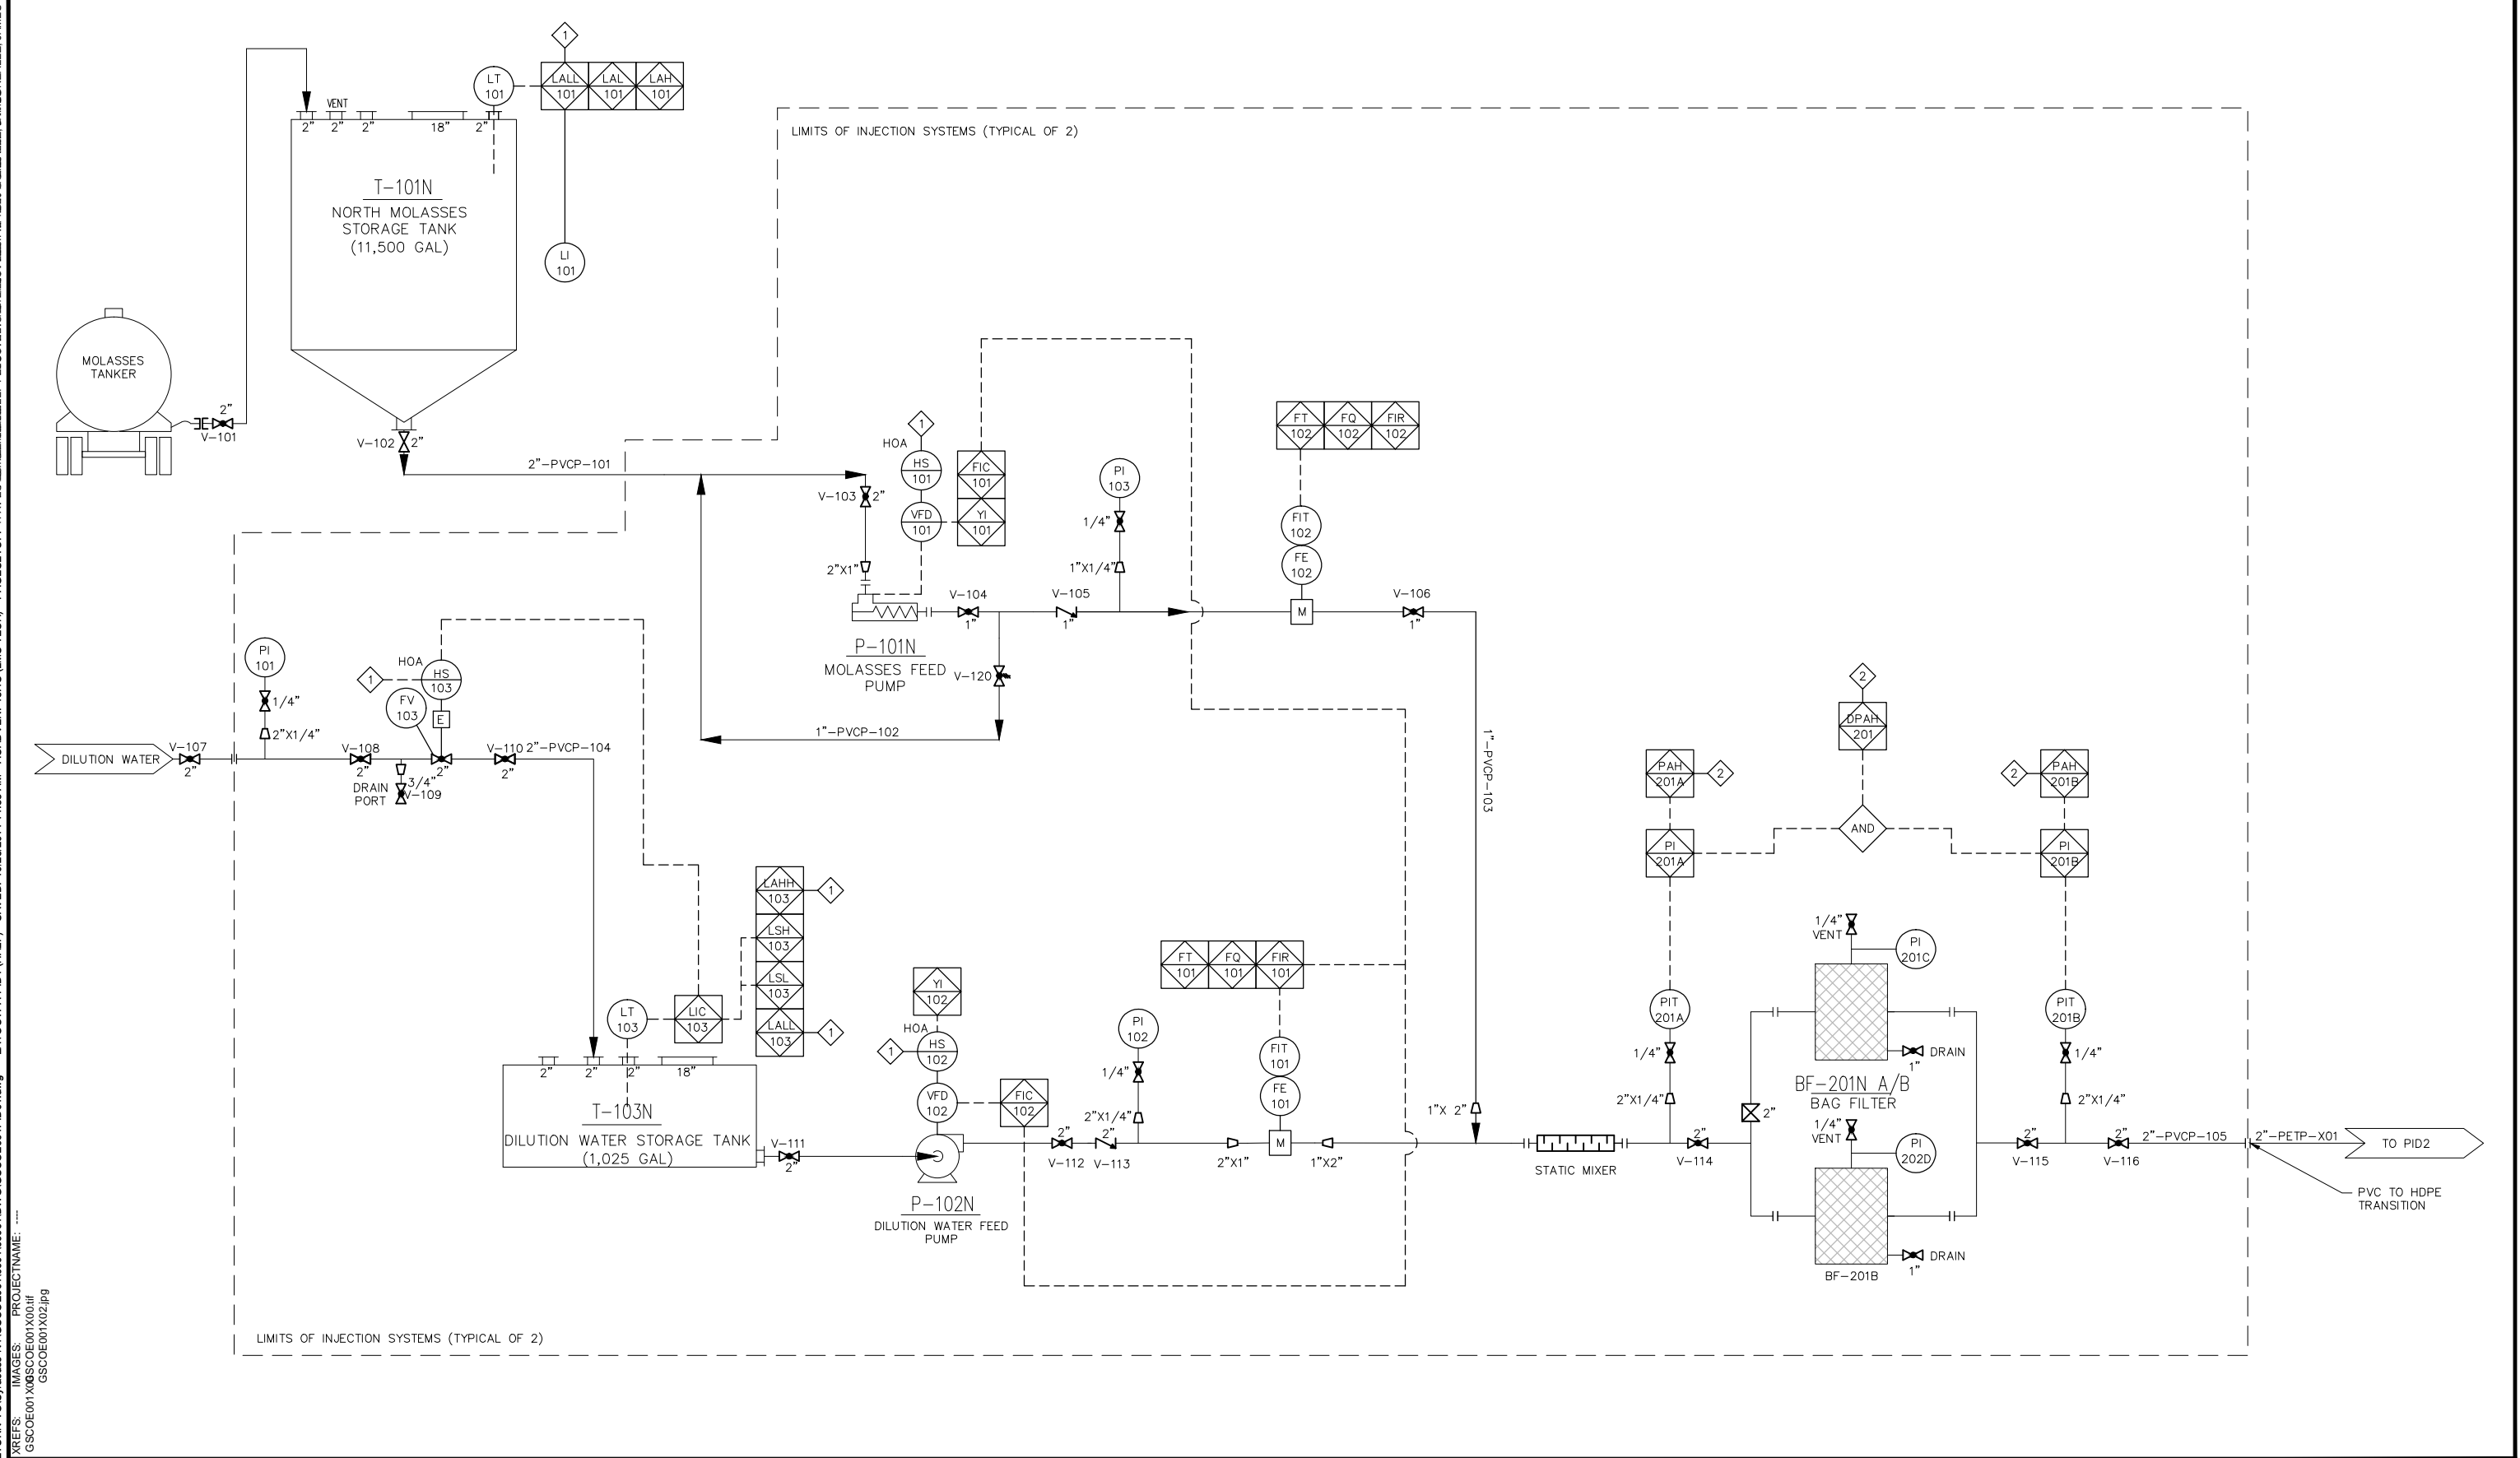 1
LT
101
LALL
101
LAL
101
LAH
101
VENT
2"
2"
2"
18"
2"
LIMITS OF INJECTION SYSTEMS (TYPICAL OF 2)
T-101N
NORTH MOLASSES
STORAGE TANK
(11,500 GAL)
LI
101
MOLASSES
TANKER
2"
V-101
V-102
2"
2"-PVCP-101
HOA
1
HS
101
FIC
101
V-103
2"
VFD
101
YI
101
2"X1"
PI
103
1/4"
1"X1/4"
FT
102
FQ
102
FIR
102
FIT
102
FE
102
M
V-104
1"
V-105
1"
V-106
1"
P-101N
MOLASSES FEED
PUMP
V-120
1"-PVCP-102
1"-PVCP-103
PI
101
1/4"
2"X1/4"
HOA
1
HS
103
FV
103
E
DILUTION WATER
V-107
2"
V-108
2"
2"
V-110
2"
2"-PVCP-104
3/4"
DRAIN
PORT
V-109
2
DPAH
201
PAH
201A
2
2
PAH
201B
AND
PI
201A
PI
201B
LAHH
103
1
LSH
103
LSL
103
LALL
103
1
LT
103
LIC
103
2"
2"
2"
18"
T-103N
DILUTION WATER STORAGE TANK
(1,025 GAL)
V-111
2"
YI
102
HOA
1
HS
102
VFD
102
FIC
102
P-102N
DILUTION WATER FEED
PUMP
PI
102
1/4"
2"X1/4"
2"
V-112
2"
V-113
FT
101
FQ
101
FIR
101
FIT
101
FE
101
2"X1"
M
1"X2"
1"X 2"
STATIC MIXER
PIT
201A
1/4"
2"X1/4"
V-114
2"
1/4"
VENT
PI
201C
DRAIN
1"
BF-201N A/B
BAG FILTER
1/4"
VENT
PI
202D
DRAIN
1"
BF-201B
PIT
201B
1/4"
2"X1/4"
2"
V-115
2"
V-116
2"-PVCP-105
2"-PETP-X01
TO PID2
PVC TO HDPE
TRANSITION
LIMITS OF INJECTION SYSTEMS (TYPICAL OF 2)
XREFS:
IMAGES:
PROJECTNAME: ----
GSCOE001X00.tif
GSCOE001X02.jpg